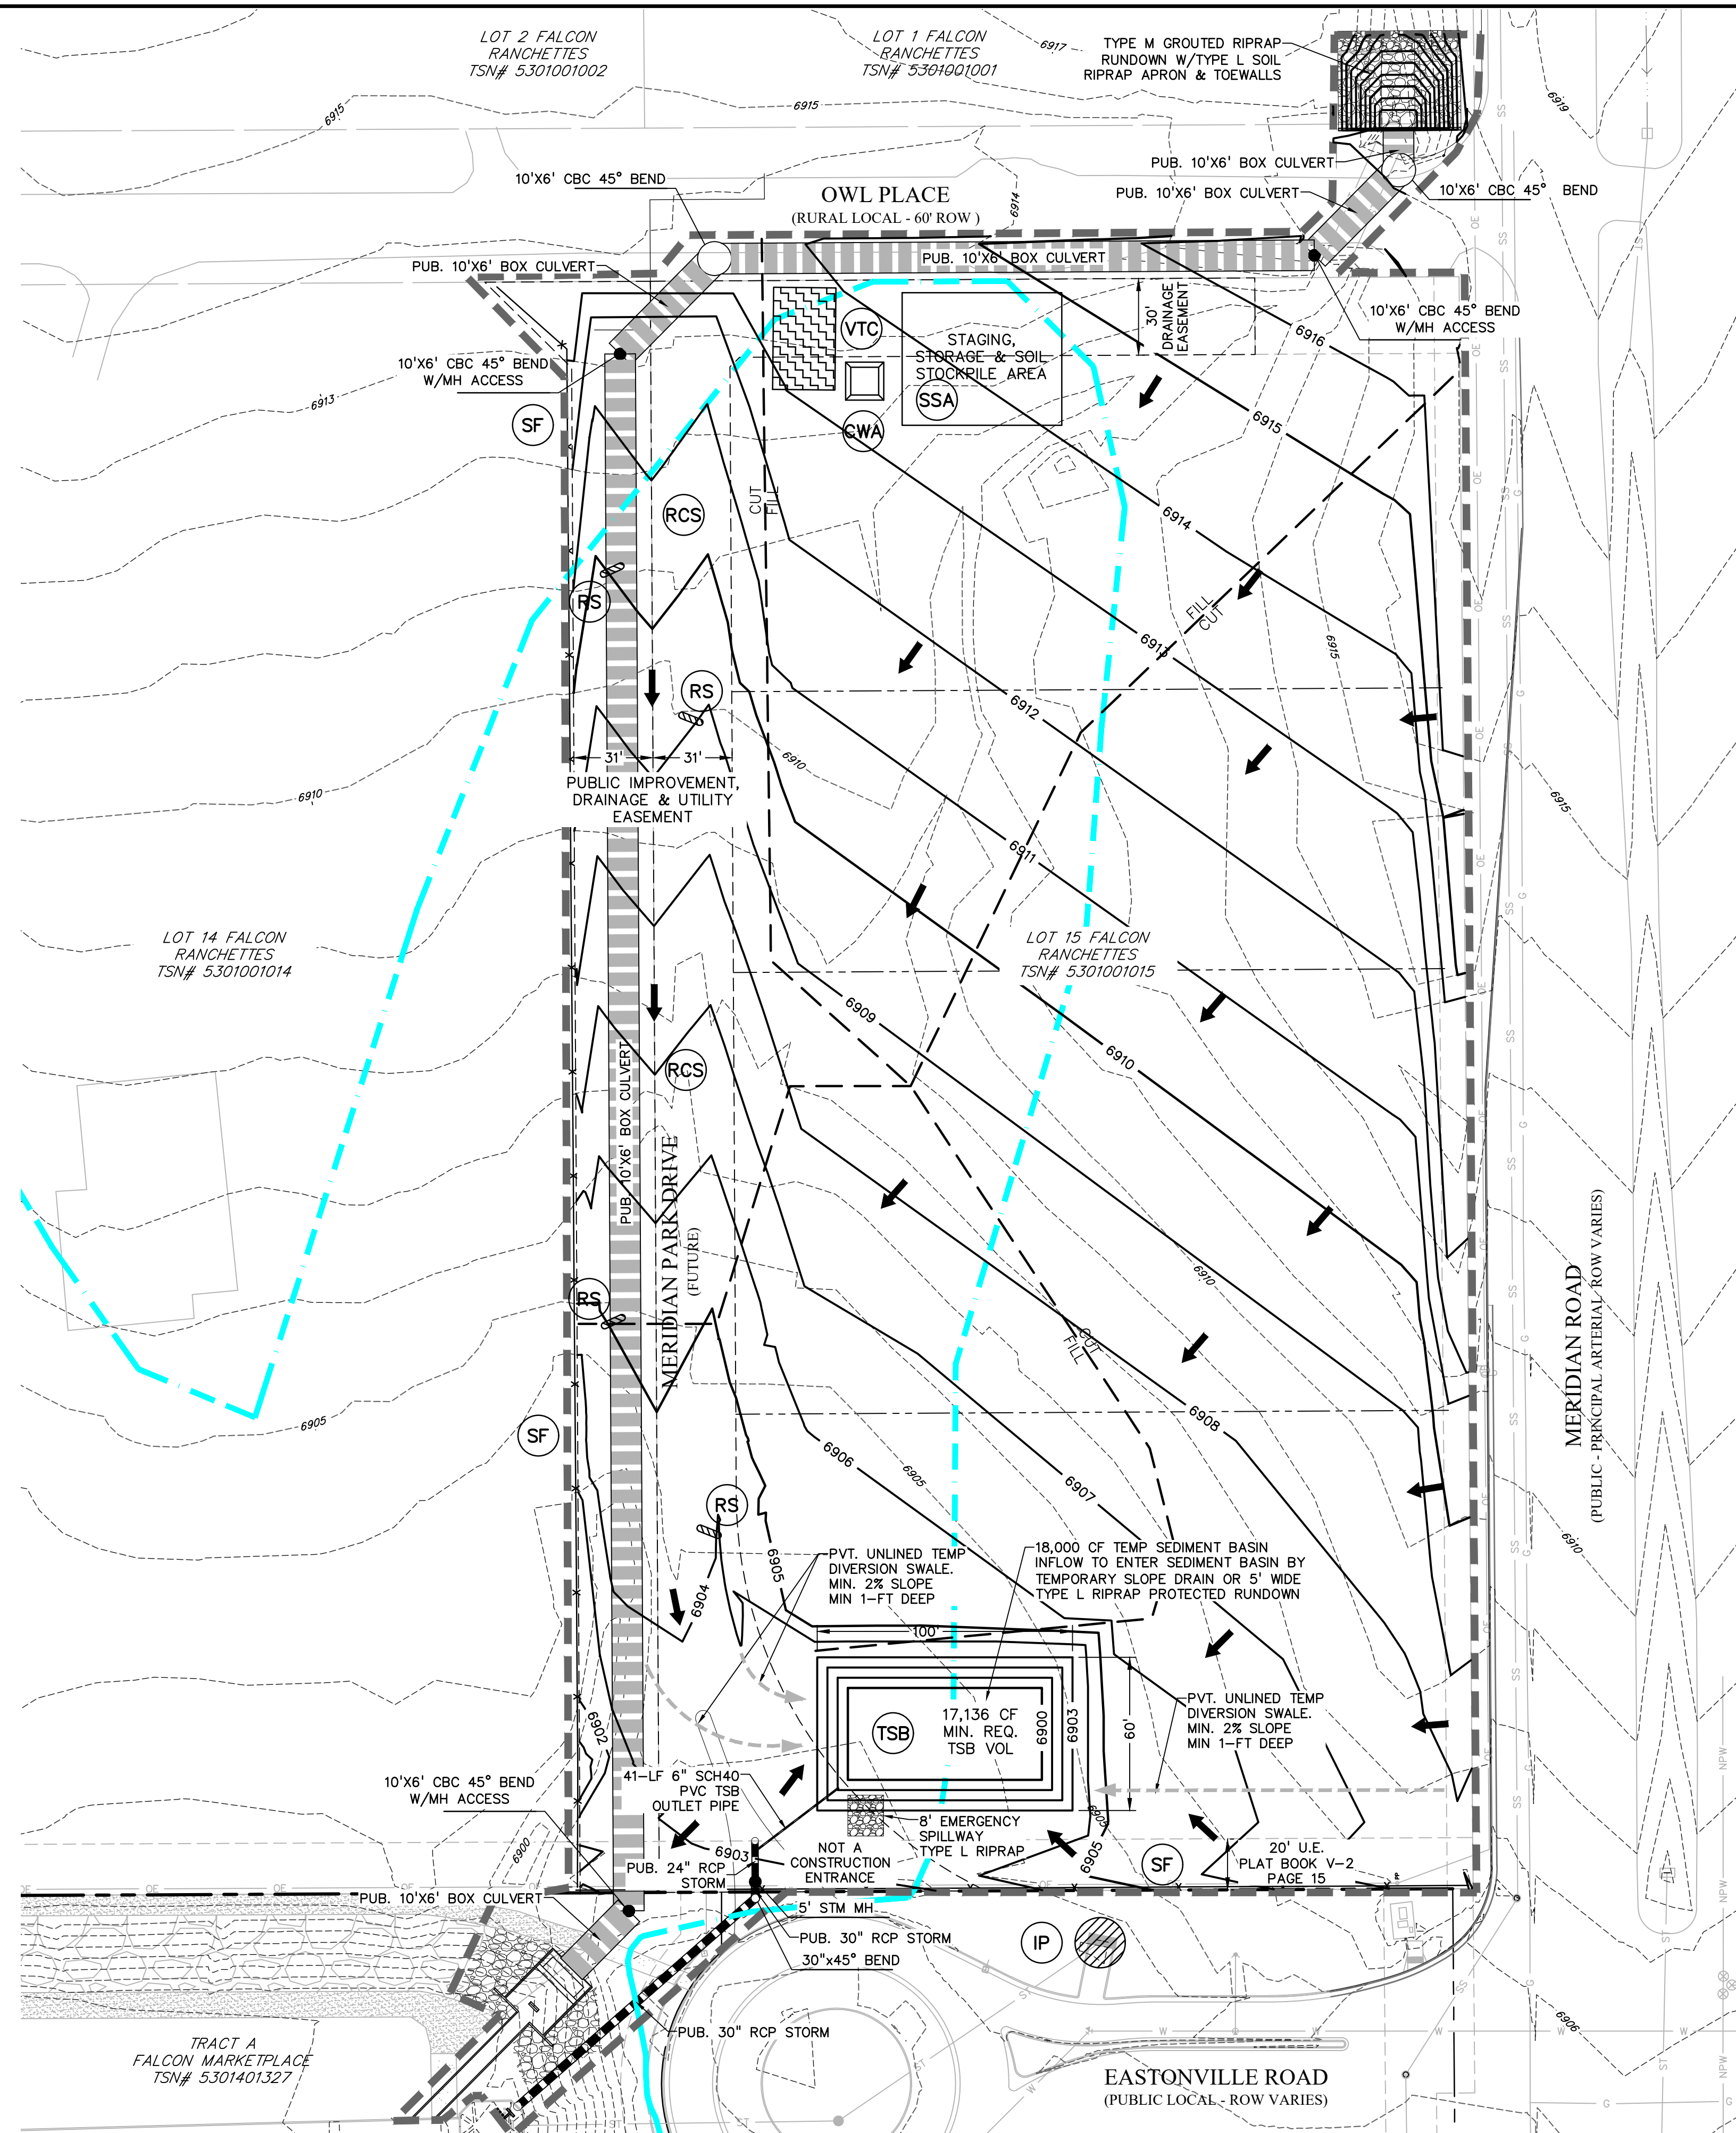 LOT 2 FALCON
RANCHETTES
TSN# 5301001002
LOT 1 FALCON
RANCHETTES
TSN# 5301001001
6917
TYPE M GROUTED RIPRAP
RUNDOWN W/TYPE L SOIL
RIPRAP APRON & TOEWALLS
6915
6915
6919
SS
PUB. 10'X6' BOX CULVERT
10'X6' CBC 45° BEND
OWL PLACE
(RURAL LOCAL - 60' ROW )
6914
PUB. 10'X6' BOX CULVERT
10'X6' CBC 45° BEND
OE
ST
PUB. 10'X6' BOX CULVERT
PUB. 10'X6' BOX CULVERT
30'
DRAINAGE
EASEMENT
10'X6' CBC 45° BEND
W/MH ACCESS
VTC
STAGING,
STORAGE & SOIL
STOCKPILE AREA
SSA
CWA
6916
10'X6' CBC 45° BEND
W/MH ACCESS
6913
SF
6915
RCS
CUT
FILL
6914
RS
FILL
CUT
6913
6915
RS
6912
31'
31'
6910
PUBLIC IMPROVEMENT,
DRAINAGE & UTILITY
EASEMENT
6910
6915
6911
LOT 14 FALCON
RANCHETTES
TSN# 5301001014
LOT 15 FALCON
RANCHETTES
TSN# 5301001015
6909
6910
PUB. 10'X6' BOX CULVERT
RCS
MERIDIAN PARK DRIVE
(FUTURE)
MERIDIAN ROAD
(PUBLIC - PRINCIPAL ARTERIAL ROW VARIES)
6910
RS
CUT
FILL
6905
SF
6908
6906
6905
6907
RS
6910
6905
6904
PVT. UNLINED TEMP
DIVERSION SWALE.
MIN. 2% SLOPE
MIN 1-FT DEEP
18,000 CF TEMP SEDIMENT BASIN
INFLOW TO ENTER SEDIMENT BASIN BY
TEMPORARY SLOPE DRAIN OR 5' WIDE
TYPE L RIPRAP PROTECTED RUNDOWN
100'
TSB
17,136 CF
MIN. REQ.
TSB VOL
6900
6903
60'
PVT. UNLINED TEMP
DIVERSION SWALE.
MIN. 2% SLOPE
MIN 1-FT DEEP
6902
10'X6' CBC 45° BEND
W/MH ACCESS
41-LF 6" SCH40
PVC TSB
OUTLET PIPE
NPW
8' EMERGENCY
SPILLWAY
TYPE L RIPRAP
6905
6900
6903
NOT A
CONSTRUCTION
ENTRANCE
6905
SF
20' U.E.
PLAT BOOK V-2
PAGE 15
PUB. 24" RCP
STORM
PUB. 10'X6' BOX CULVERT
5' STM MH
PUB. 30" RCP STORM
30"x45° BEND
IP
NPW
PUB. 30" RCP STORM
6906
TRACT A
FALCON MARKETPLACE
TSN# 5301401327
EASTONVILLE ROAD
(PUBLIC LOCAL - ROW VARIES)
ST
W
G
NPW